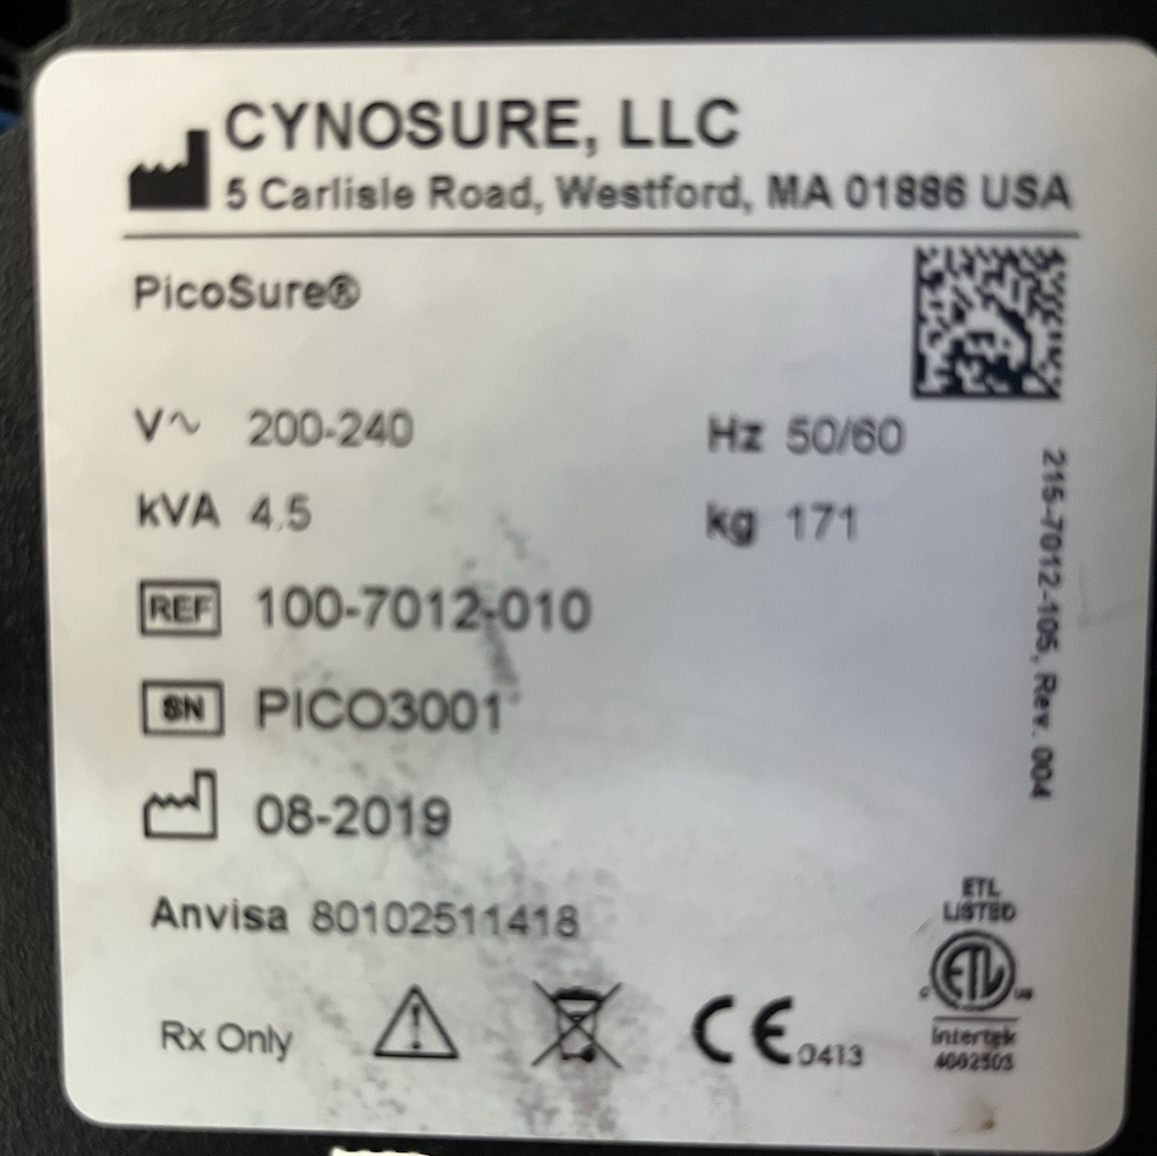 CYNOSURE, LLC
5 Carlisle Road, Westford, MA 01886 USA
PicoSure®
V~ 200-240
Hz 50/60
kVA 4.5
kg 171
REF 100-7012-010
SN PICO3001
08-2019
215-7012-105, Rev. 004
Anvisa 80102511418
Rx Only
CE 0413
ETL
LISTED
ETL
C US
Intertek
4002503